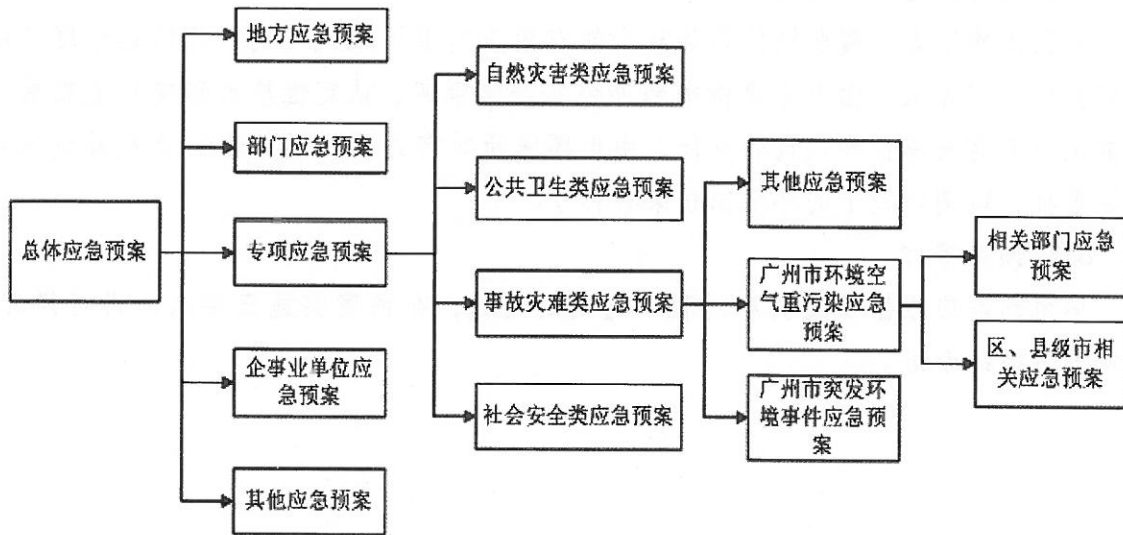 总体应急预案
地方应急预案
部门应急预案
专项应急预案
企事业单位应
急预案
其他应急预案
自然灾害类应急预案
公共卫生类应急预案
事故灾难类应急预案
社会安全类应急预案
其他应急预案
广州市环境空
气重污染应急
预案
广州市突发环
境事件应急预
案
相关部门应急
预案
区、县级市相
关应急预案